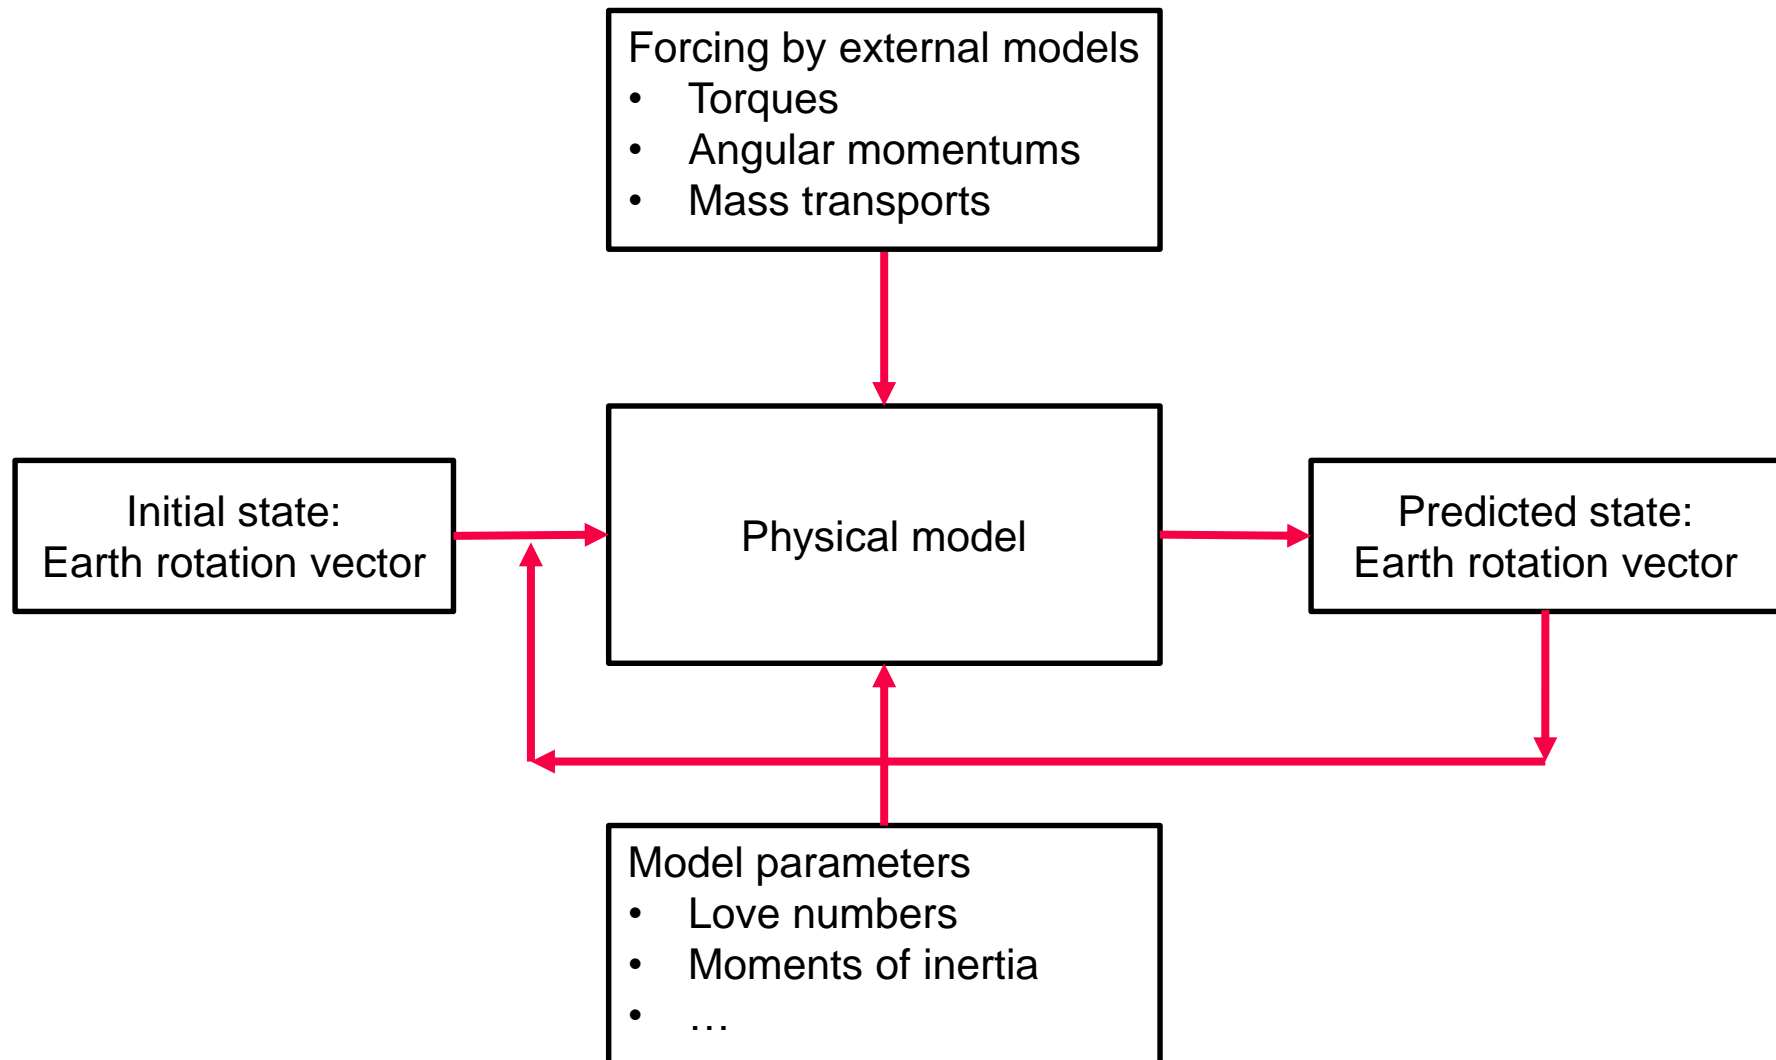 Forcing by external models
• Torques
• Angular momentums
• Mass transports
Initial state:
Earth rotation vector
Physical model
Predicted state:
Earth rotation vector
Model parameters
• Love numbers
• Moments of inertia
• …